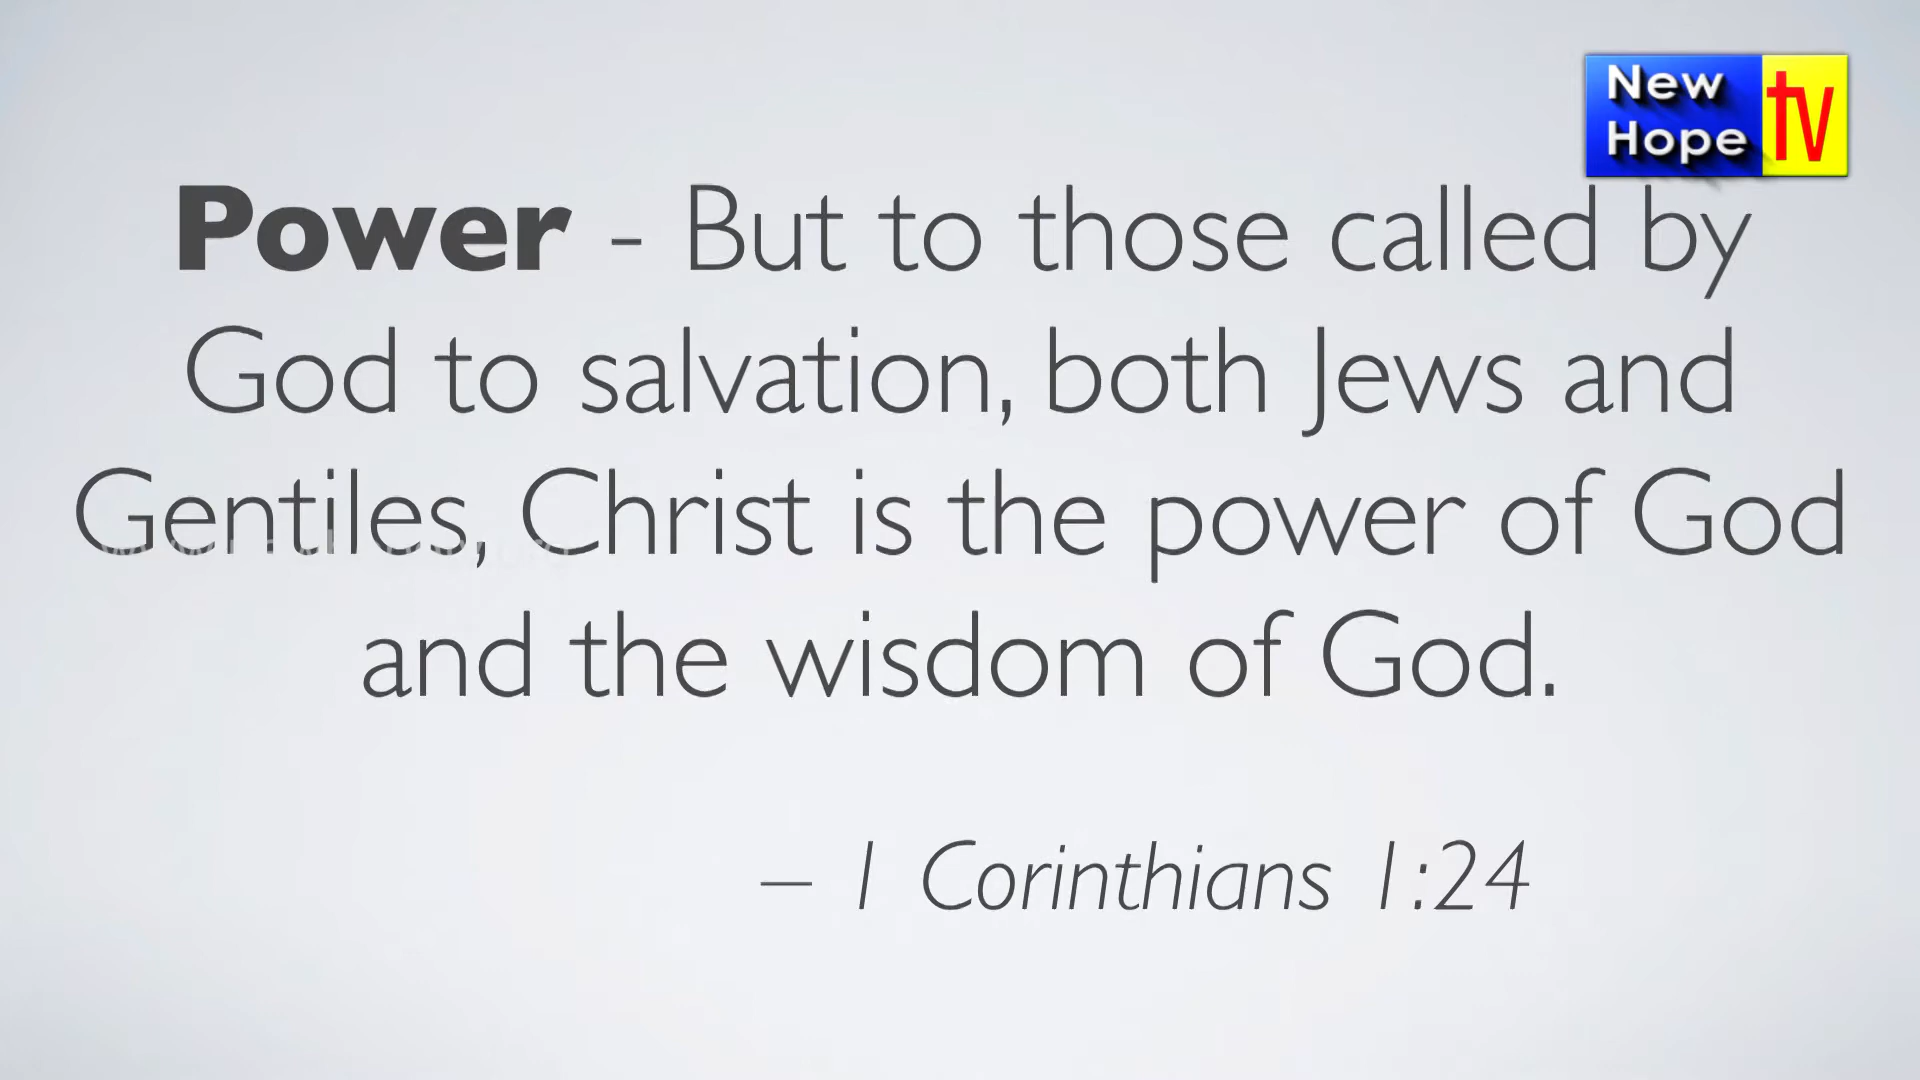 New
Hope
tv
Power - But to those called by
God to salvation, both Jews and
Gentiles, Christ is the power of God
and the wisdom of God.
– 1 Corinthians 1:24